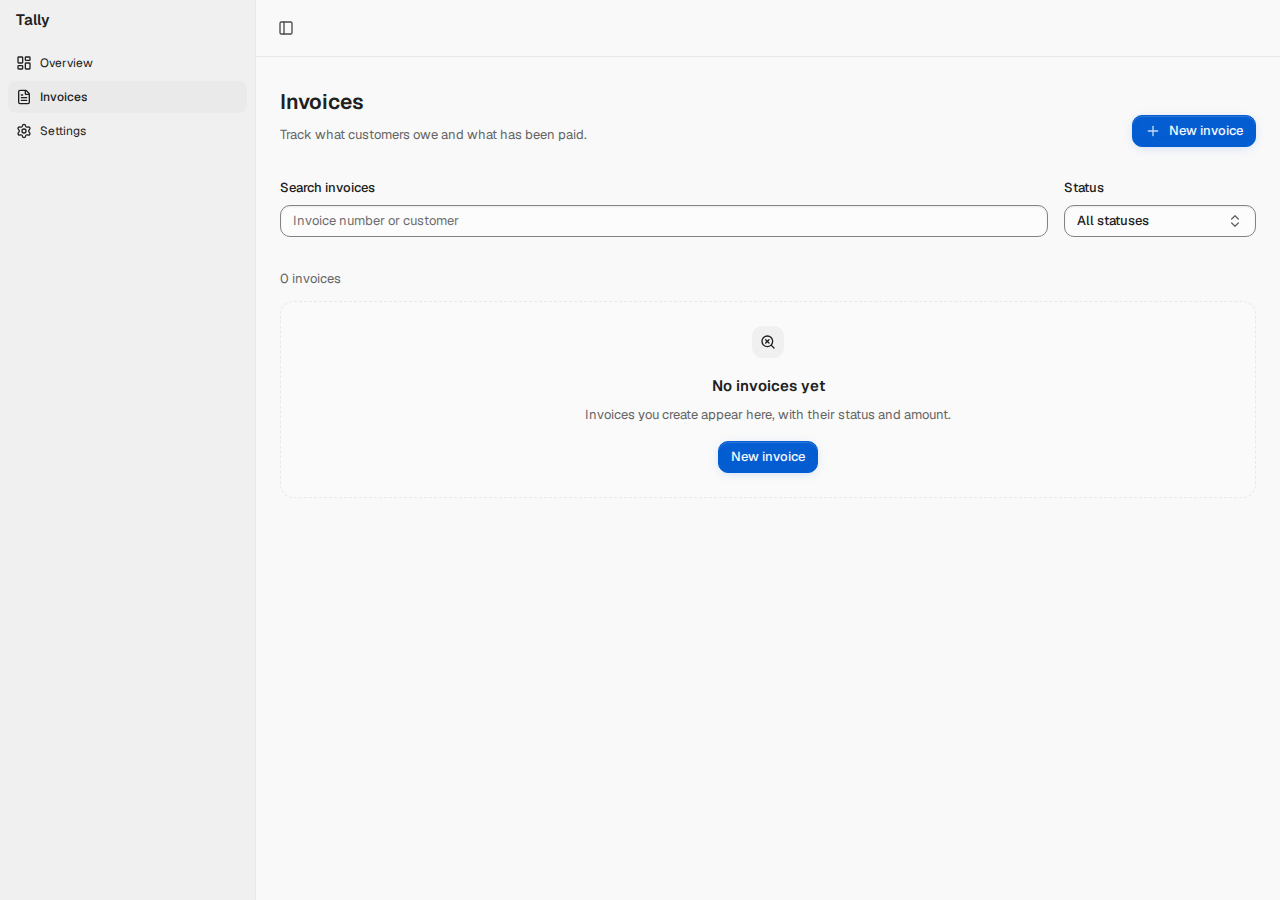 Tally
Overview
Invoices
Settings
Invoices
Track what customers owe and what has been paid.
New invoice
Search invoices
Status
Invoice number or customer
All statuses
0 invoices
No invoices yet
Invoices you create appear here, with their status and amount.
New invoice